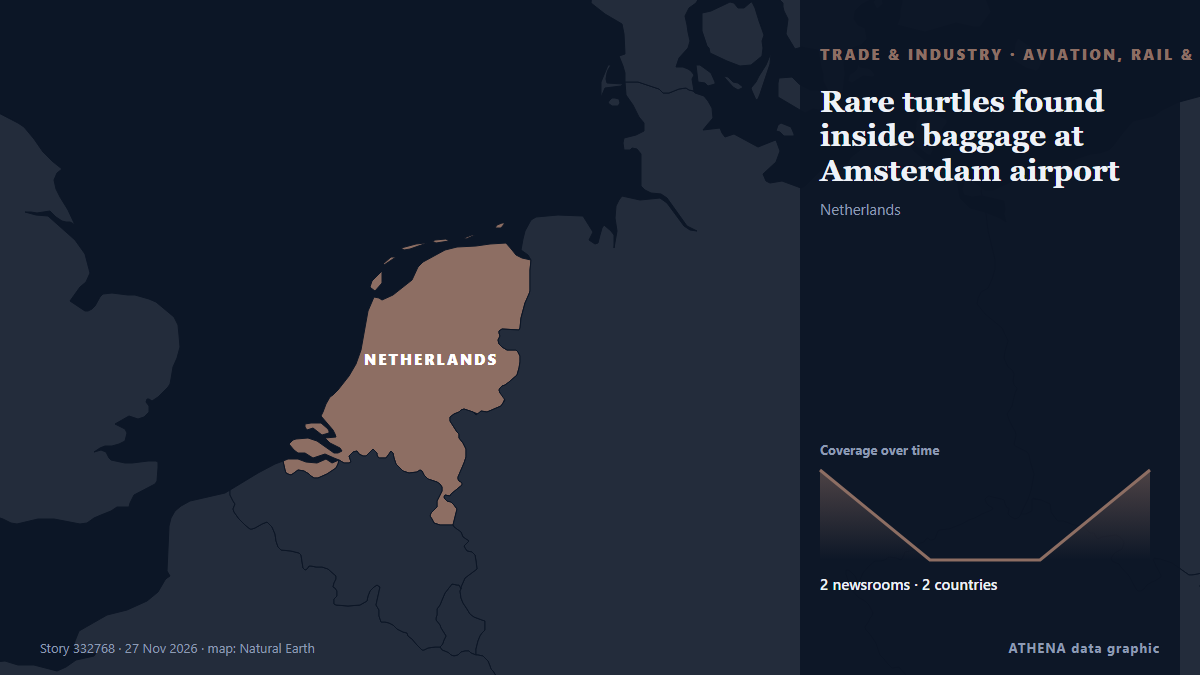 TRADE & INDUSTRY · AVIATION, RAIL &
Rare turtles found
inside baggage at
Amsterdam airport
Netherlands
NETHERLANDS
Coverage over time
2 newsrooms · 2 countries
Story 332768 · 27 Nov 2026 · map: Natural Earth
ATHENA data graphic